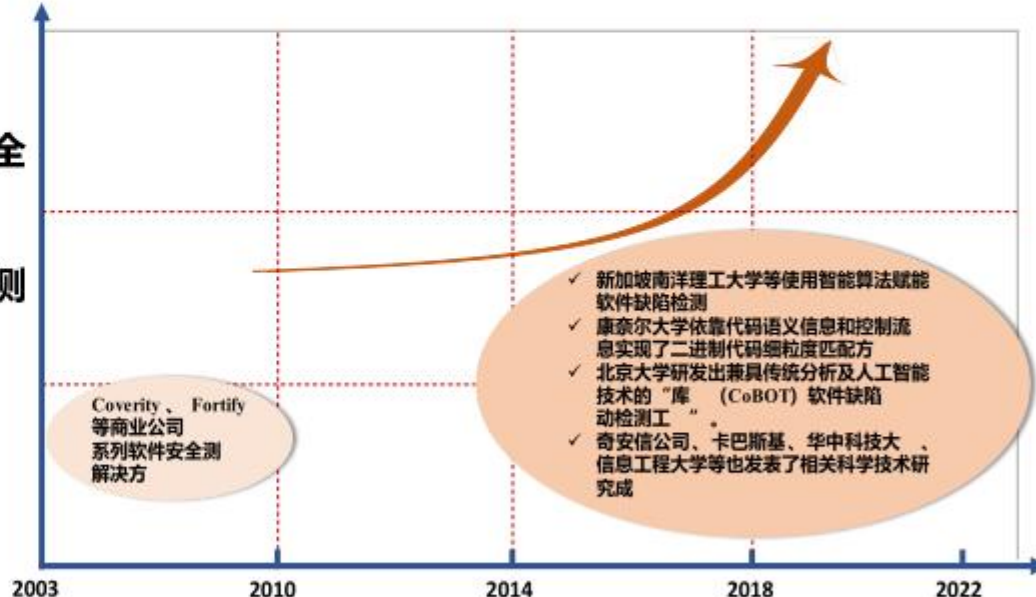 全
测
新加坡南洋理工大学等使用智能算法赋能
软件缺陷检测
康奈尔大学依靠代码语义信息和控制流
息实现了二进制代码细粒度匹配方
北京大学研发出兼具传统分析及人工智能
技术的“库 （CoBOT）软件缺陷
动检测工 ”。
奇安信公司、卡巴斯基、华中科技大 、
信息工程大学等也发表了相关科学技术研
究成
Coverity 、 Fortify
等商业公司
系列软件安全测
解决方
2003 2010 2014 2018 2022